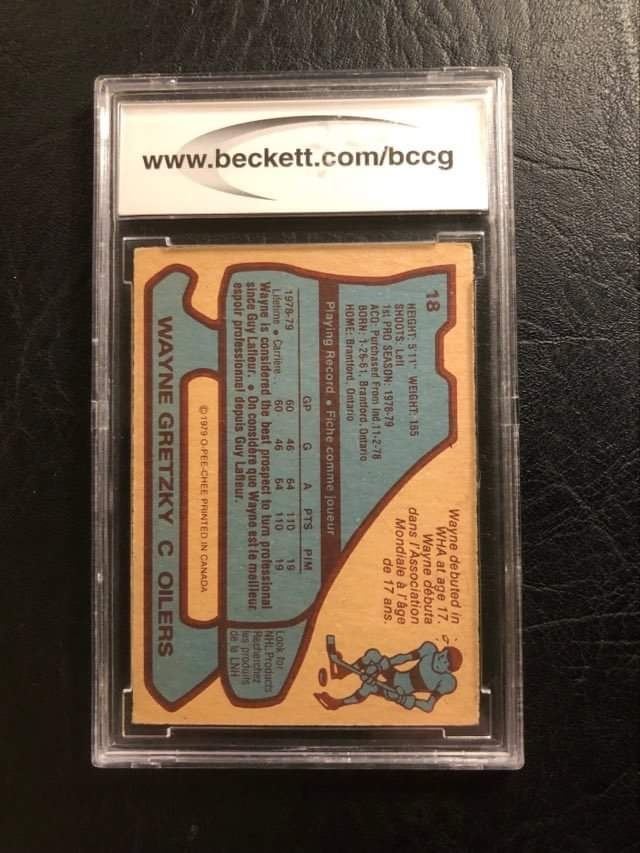 www.beckett.com/bccg
18
HEIGHT: 5'11" WEIGHT: 165
SHOOTS: Left
1st PRO SEASON: 1978-79
ACQ: Purchased From Ind. 11-2-78
BORN: 1-26-61, Brantford, Ontario
HOME: Brantford, Ontario
Wayne debuted in
WHA at age 17.
Wayne débuta
dans l'Association
Mondiale à l'âge
de 17 ans.
Playing Record • Fiche comme joueur
GP G A PTS PIM
1978-79 60 46 64 110 19
Lifetime • Carrière.. 60 46 64 110 19
Wayne is considered the best prospect to turn professional
since Guy Lafleur. • On considère que Wayne est le meilleur
espoir professionnel depuis Guy Lafleur.
Look for
NHL Products
Recherchez
les produits
de la LNH
© 1979 O-PEE-CHEE PRINTED IN CANADA
WAYNE GRETZKY C OILERS